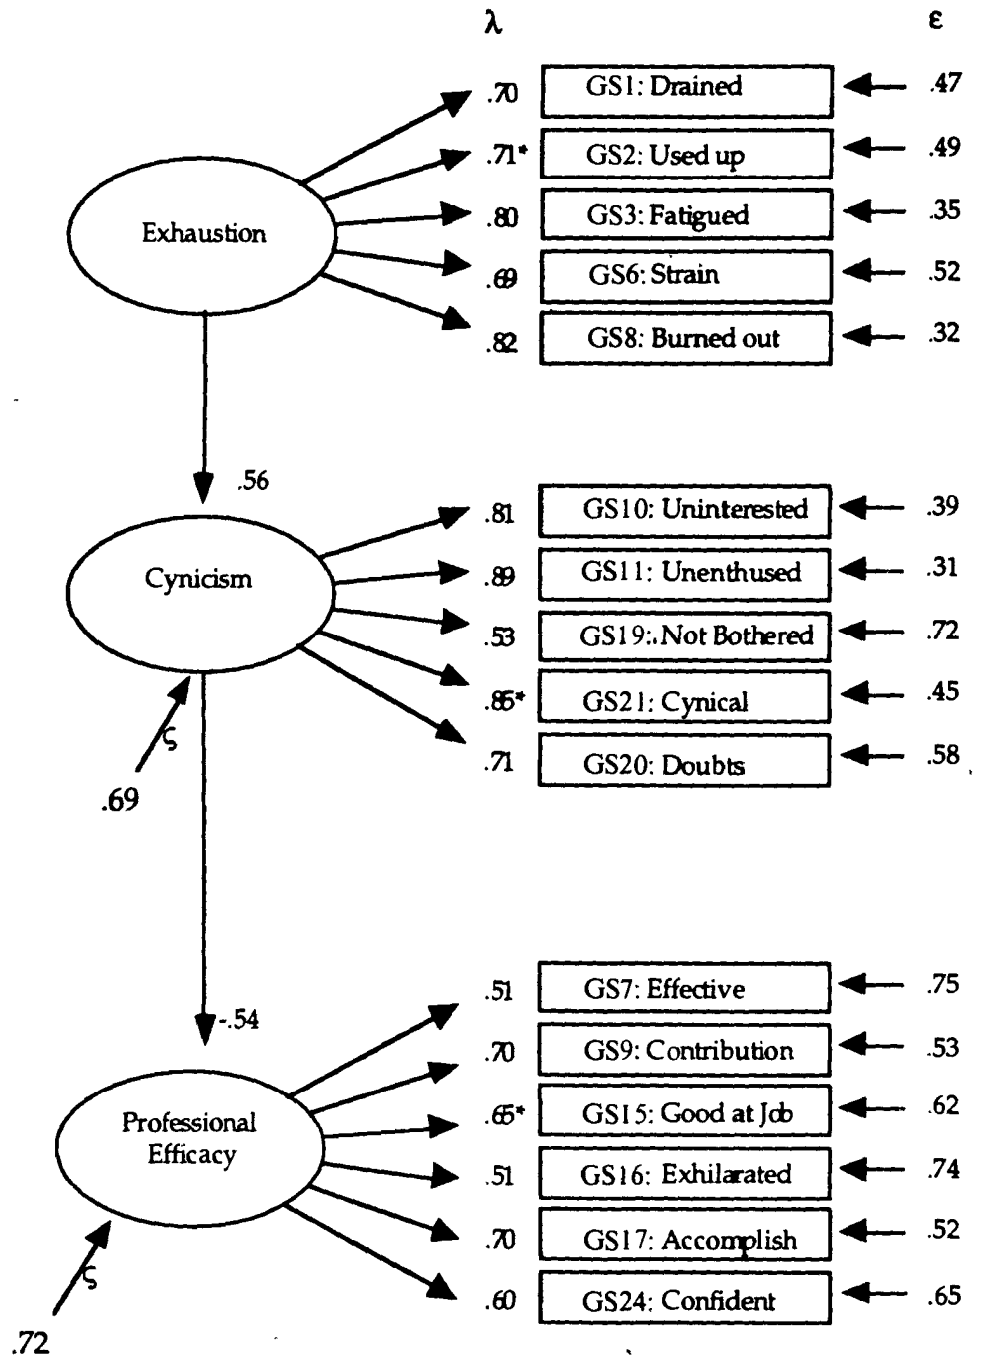 λ ε
.70 GS1: Drained .47
.71* GS2: Used up .49
.80 GS3: Fatigued .35
Exhaustion
.69 GS6: Strain .52
.82 GS8: Burned out .32
.56
.81 GS10: Uninterested .39
.89 GS11: Unenthused .31
Cynicism
.53 GS19: Not Bothered .72
.85* GS21: Cynical .45
ς
.71 GS20: Doubts .58
.69
.51 GS7: Effective .75
-.54
.70 GS9: Contribution .53
.65* GS15: Good at Job .62
Professional
Efficacy
.51 GS16: Exhilarated .74
.70 GS17: Accomplish .52
ς
.60 GS24: Confident .65
.72